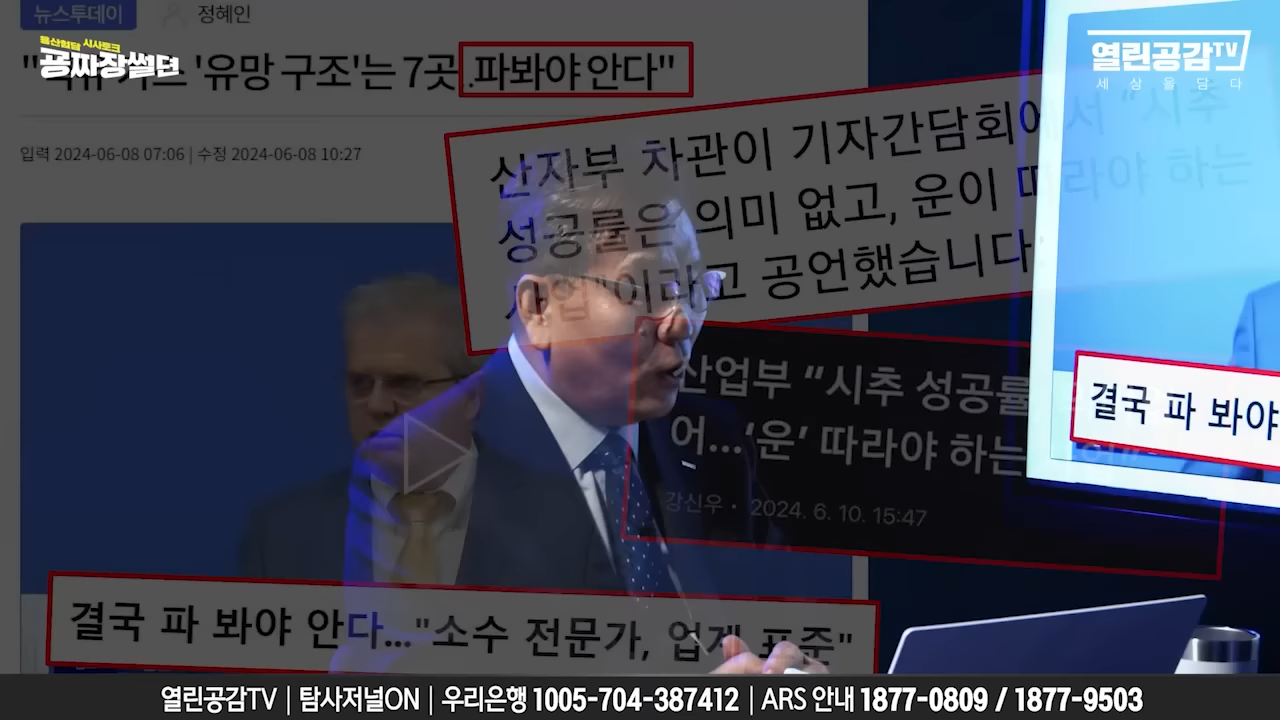 뉴스투데이
정혜인
시사토크
꽁짜장썰뎐
'유망 구조'는 7곳
파봐야 안다"
입력 2024-06-08 07:06 | 수정 2024-06-08 10:27
열린공감TV
세상을 담다
산자부 차관이 기자간담회에서 "시추
성공률은 의미 없고, 운이 따라야 하는
사업"이라고 공언했습니다
산업부 "시추 성공률
어...'운' 따라야 하는
강신우 · 2024. 6. 10. 15:47
결국 파 봐야
결국 파 봐야 안다..."소수 전문가, 업계 표준"
열린공감TV | 탐사저널ON | 우리은행 1005-704-387412 | ARS 안내 1877-0809 / 1877-9503